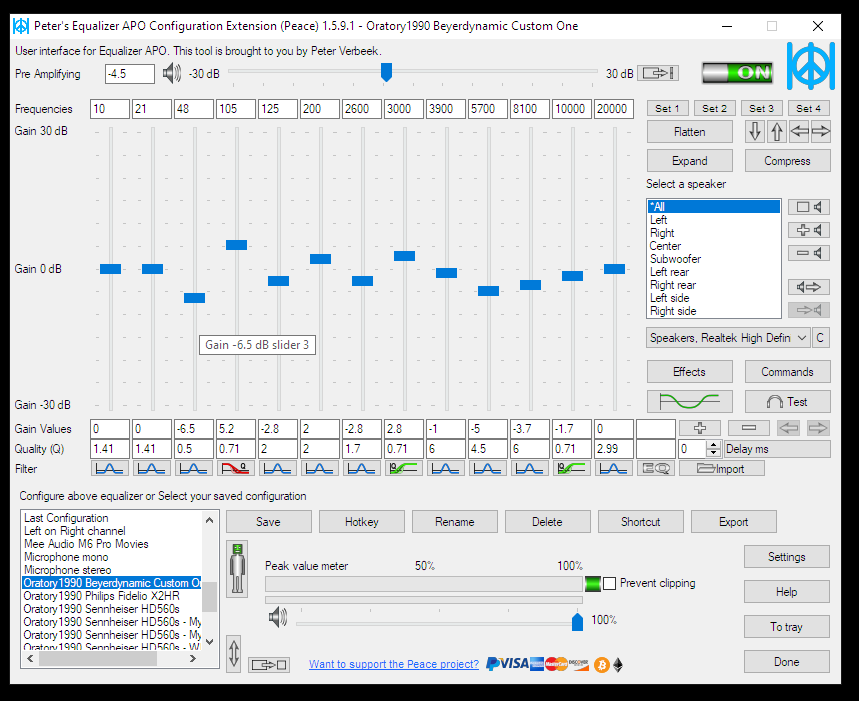 Peter's Equalizer APO Configuration Extension (Peace) 1.5.9.1 - Oratory1990 Beyerdynamic Custom One
User interface for Equalizer APO. This tool is brought to you by Peter Verbeek.
Pre Amplifying -4.5 -30 dB 30 dB ON
Frequencies 10 21 48 105 125 200 2600 3000 3900 5700 8100 10000 20000 Set 1 Set 2 Set 3 Set 4
Gain 30 dB Flatten
Expand Compress
Select a speaker
*All
Left
Right
Center
Subwoofer
Left rear
Right rear
Left side
Right side
Gain 0 dB
Gain -6.5 dB slider 3
Speakers, Realtek High Defin C
Effects Commands
Test
Gain -30 dB
Gain Values 0 0 -6.5 5.2 -2.8 2 -2.8 2.8 -1 -5 -3.7 -1.7 0
Quality (Q) 1.41 1.41 0.5 0.71 2 2 1.7 0.71 6 4.5 6 0.71 2.99 0 Delay ms
Filter EQ Import
Configure above equalizer or Select your saved configuration
Last Configuration
Left on Right channel
Mee Audio M6 Pro Movies
Microphone mono
Microphone stereo
Oratory1990 Beyerdynamic Custom On
Oratory1990 Philips Fidelio X2HR
Oratory1990 Sennheiser HD560s
Oratory1990 Sennheiser HD560s - My
Oratory1990 Sennheiser HD560s - My
Oratory1990 Sennheiser HD560s - W
Save Hotkey Rename Delete Shortcut Export
Peak value meter 50% 100%
Prevent clipping
100%
Settings
Help
To tray
Done
Want to support the Peace project? VISA MasterCard DISCOVER